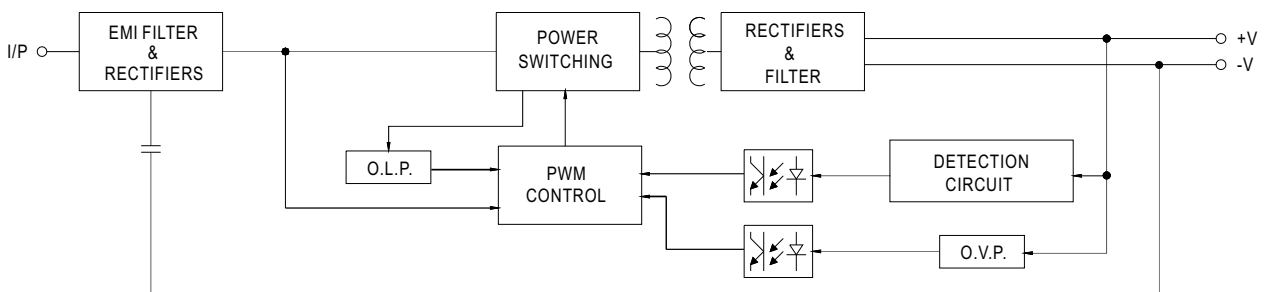 I/P
EMI FILTER
&
RECTIFIERS
POWER
SWITCHING
RECTIFIERS
&
FILTER
+V
-V
O.L.P.
PWM
CONTROL
DETECTION
CIRCUIT
O.V.P.